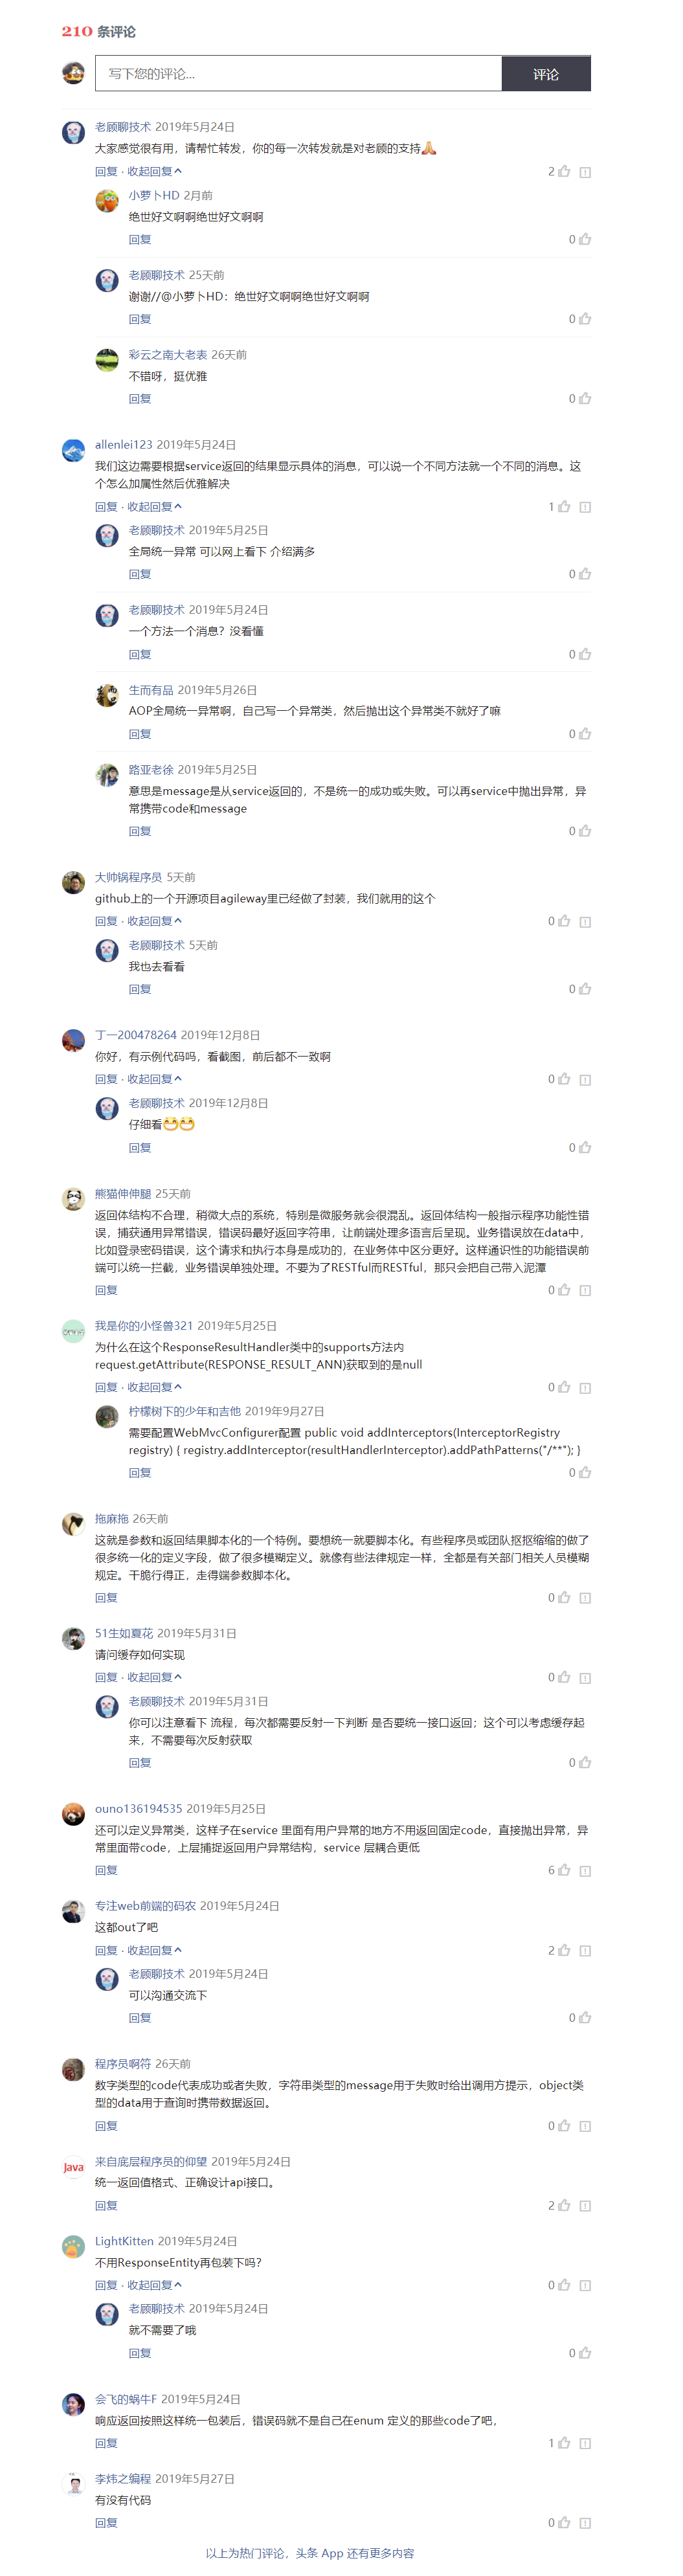 210 条评论
写下您的评论...
评论
老顾聊技术 2019年5月24日
大家感觉很有用，请帮忙转发，你的每一次转发就是对老顾的支持🙏
回复 · 收起回复
2
小萝卜HD 2月前
绝世好文啊啊绝世好文啊啊
回复
0
老顾聊技术 25天前
谢谢//@小萝卜HD：绝世好文啊啊绝世好文啊啊
回复
0
彩云之南大老表 26天前
不错呀，挺优雅
回复
0
allenlei123 2019年5月24日
我们这边需要根据service返回的结果显示具体的消息，可以说一个不同方法就一个不同的消息。这
个怎么加属性然后优雅解决
回复 · 收起回复
1
老顾聊技术 2019年5月25日
全局统一异常 可以网上看下 介绍满多
回复
0
老顾聊技术 2019年5月24日
一个方法一个消息？没看懂
回复
0
生而有品 2019年5月26日
AOP全局统一异常啊，自己写一个异常类，然后抛出这个异常类不就好了嘛
回复
0
路亚老徐 2019年5月25日
意思是message是从service返回的，不是统一的成功或失败。可以再service中抛出异常，异
常携带code和message
回复
0
大帅锅程序员 5天前
github上的一个开源项目agileway里已经做了封装，我们就用的这个
回复 · 收起回复
0
老顾聊技术 5天前
我也去看看
回复
0
丁一200478264 2019年12月8日
你好，有示例代码吗，看截图，前后都不一致啊
回复 · 收起回复
0
老顾聊技术 2019年12月8日
仔细看😁😁
回复
0
熊猫伸伸腿 25天前
返回体结构不合理，稍微大点的系统，特别是微服务就会很混乱。返回体结构一般指示程序功能性错
误，捕获通用异常错误，错误码最好返回字符串，让前端处理多语言后呈现。业务错误放在data中，
比如登录密码错误，这个请求和执行本身是成功的，在业务体中区分更好。这样通识性的功能错误前
端可以统一拦截，业务错误单独处理。不要为了RESTful而RESTful，那只会把自己带入泥潭
回复
0
我是你的小怪兽321 2019年5月25日
为什么在这个ResponseResultHandler类中的supports方法内
request.getAttribute(RESPONSE_RESULT_ANN)获取到的是null
回复 · 收起回复
0
柠檬树下的少年和吉他 2019年9月27日
需要配置WebMvcConfigurer配置 public void addInterceptors(InterceptorRegistry
registry) { registry.addInterceptor(resultHandlerInterceptor).addPathPatterns("/**"); }
回复
0
拖麻拖 26天前
这就是参数和返回结果脚本化的一个特例。要想统一就要脚本化。有些程序员或团队抠抠缩缩的做了
很多统一化的定义字段，做了很多模糊定义。就像有些法律规定一样，全都是有关部门相关人员模糊
规定。干脆行得正，走得端参数脚本化。
回复
0
51生如夏花 2019年5月31日
请问缓存如何实现
回复 · 收起回复
0
老顾聊技术 2019年5月31日
你可以注意看下 流程，每次都需要反射一下判断 是否要统一接口返回；这个可以考虑缓存起
来，不需要每次反射获取
回复
0
ouno136194535 2019年5月25日
还可以定义异常类，这样子在service 里面有用户异常的地方不用返回固定code，直接抛出异常，异
常里面带code，上层捕捉返回用户异常结构，service 层耦合更低
回复
6
专注web前端的码农 2019年5月24日
这都out了吧
回复 · 收起回复
2
老顾聊技术 2019年5月24日
可以沟通交流下
回复
0
程序员啊符 26天前
数字类型的code代表成功或者失败，字符串类型的message用于失败时给出调用方提示，object类
型的data用于查询时携带数据返回。
回复
0
Java
来自底层程序员的仰望 2019年5月24日
统一返回值格式、正确设计api接口。
回复
2
LightKitten 2019年5月24日
不用ResponseEntity再包装下吗？
回复 · 收起回复
0
老顾聊技术 2019年5月24日
就不需要了哦
回复
0
会飞的蜗牛F 2019年5月24日
响应返回按照这样统一包装后，错误码就不是自己在enum 定义的那些code了吧，
回复
1
李炜之编程 2019年5月27日
有没有代码
回复
0
以上为热门评论，头条 App 还有更多内容